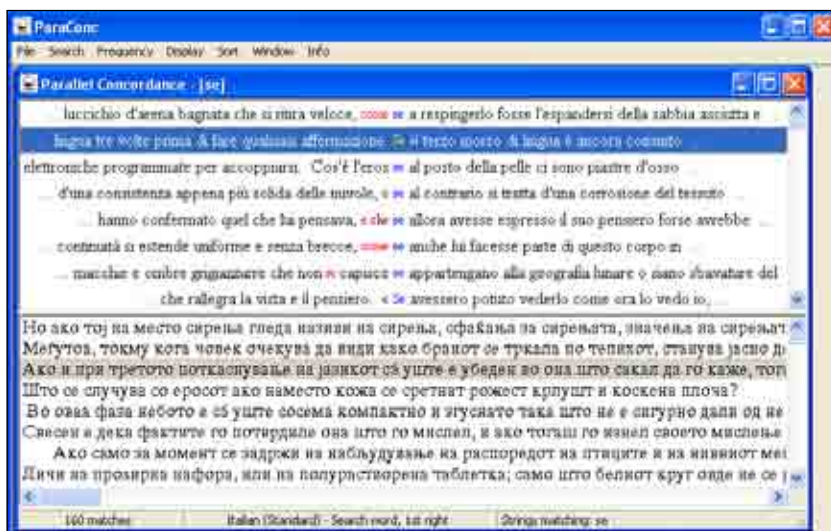 ParaConc
File Search Frequency Display Sort Window Info
Parallel Concordance - [se]
luccichio d'arena bagnata che si ritira veloce, come se a respingerlo fosse l'espandersi della sabbia asciutta e
lingua tre volte prima di fare qualsiasi affermazione. Se il terzo morso di lingua è ancora convinto
elettroniche programmate per accoppiarsi. Cos'è l'eros se al posto della pelle ci sono piastre d'osso
... d'una consistenza appena più solida delle nuvole, o se al contrario si tratta d'una corrosione del tessuto
... hanno confermato quel che ha pensava, e che se allora avesse espresso il suo pensiero forse avrebbe ...
continuità si estende uniforme e senza brecce, come se anche lui facesse parte di questo corpo in
... macchie e ombre grigiazzurre che non si capisce se appartengano alla geografia lunare o siano sbavature del
che rallegra la vista e il pensiero. « Se avessero potuto vederlo come ora lo vedo io,
Но ако тој на место сирења гледа називи на сирења, сфаќања за сирењата, значења на сирењат
Меѓутоа, токму кога човек очекува да види како бранот се тркала по тепихот, станува јасно д
Ако и при третото поткаснување на јазикот сѐ уште е убеден во она што сакал да го каже, тог
Што се случува со еросот ако наместо кожа се сретнат рожест крлушт и коскена плоча?
Во оваа фаза небото е сѐ уште сосема компактно и згуснато така што не е сигурно дали од не
Свесен е дека фактите го потврдиле она што го мислел, и ако тогаш го изнел своето мислење
Ако само за момент се задржи на набљудување на распоредот на птиците и на нивниот ме
Личи на проѕирна нафора, или на полурастворена таблетка; само што белиот круг овде не се
160 matches Italian (Standard) - Search word, 1st right Strings matching: se